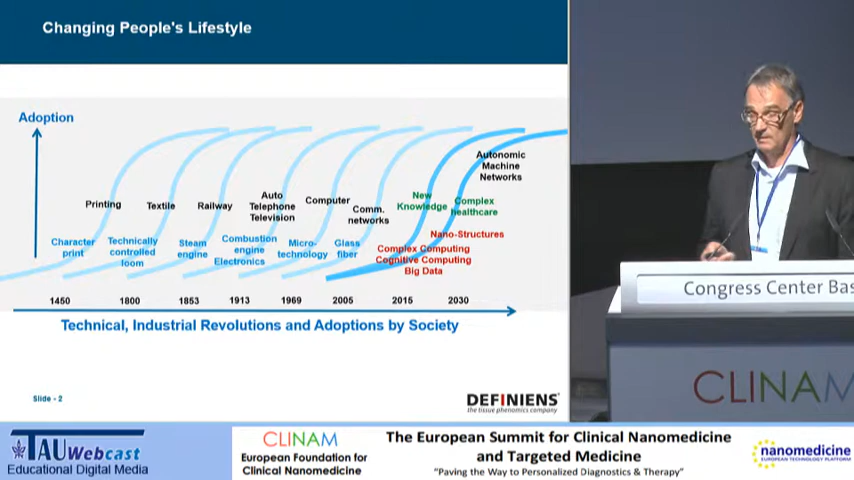 Changing People's Lifestyle
Adoption
Autonomic
Machine
Networks
Printing
Textile
Railway
Auto
Telephone
Television
Computer
Comm.
networks
New
Knowledge
Complex
healthcare
Character
print
Technically
controlled
loom
Steam
engine
Combustion
engine
Electronics
Micro-
technology
Glass
fiber
Nano-Structures
Complex Computing
Cognitive Computing
Big Data
1450 1800 1853 1913 1969 2005 2015 2030
Technical, Industrial Revolutions and Adoptions by Society
Slide - 2
DEFINIENS
the tissue phenomics company
Congress Center Bas
CLINAM
TAU Webcast
Educational Digital Media
CLINAM
European Foundation for
Clinical Nanomedicine
The European Summit for Clinical Nanomedicine
and Targeted Medicine
"Paving the Way to Personalized Diagnostics & Therapy"
nanomedicine
EUROPEAN TECHNOLOGY PLATFORM